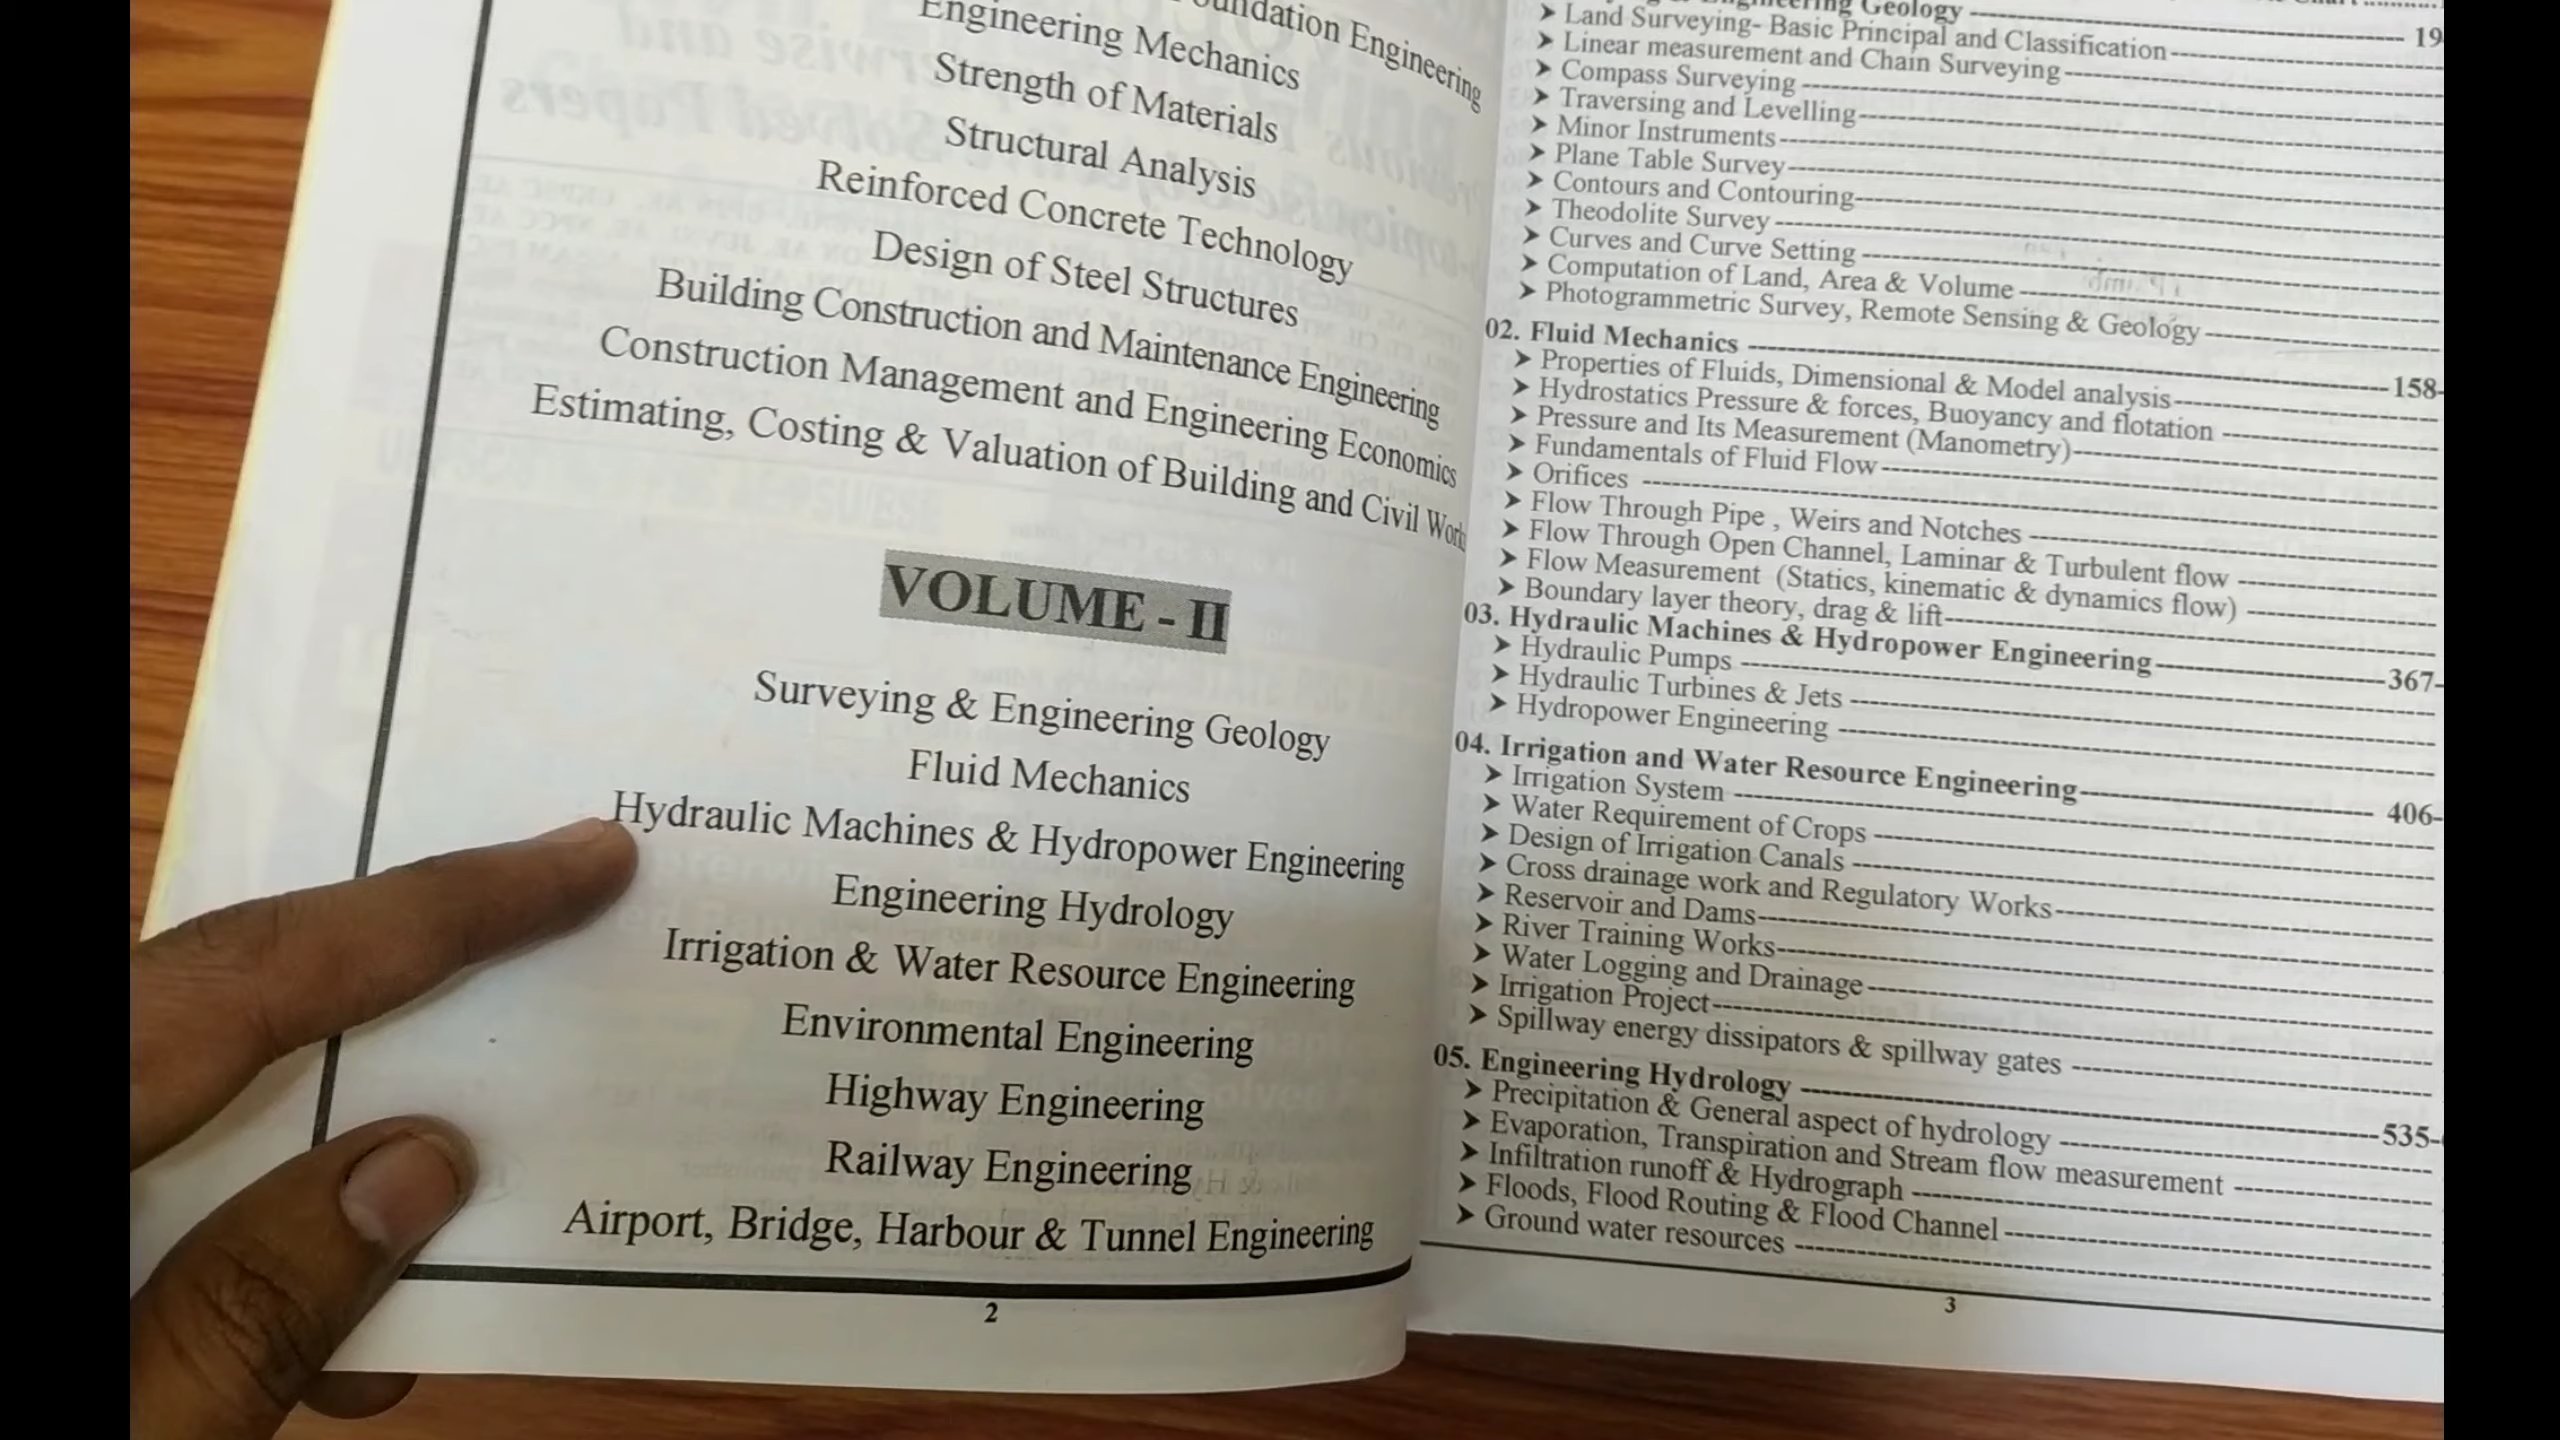 Foundation Engineering
Engineering Mechanics
Strength of Materials
Structural Analysis
Reinforced Concrete Technology
Design of Steel Structures
Building Construction and Maintenance Engineering
Construction Management and Engineering Economics
Estimating, Costing & Valuation of Building and Civil Works
VOLUME - II
Surveying & Engineering Geology
Fluid Mechanics
Hydraulic Machines & Hydropower Engineering
Engineering Hydrology
Irrigation & Water Resource Engineering
Environmental Engineering
Highway Engineering
Railway Engineering
Airport, Bridge, Harbour & Tunnel Engineering
2
Engineering Geology ---------- 19
➤ Land Surveying- Basic Principal and Classification
➤ Linear measurement and Chain Surveying
➤ Compass Surveying
➤ Traversing and Levelling
➤ Minor Instruments
➤ Plane Table Survey
➤ Contours and Contouring
➤ Theodolite Survey
➤ Curves and Curve Setting
➤ Computation of Land, Area & Volume
➤ Photogrammetric Survey, Remote Sensing & Geology
02. Fluid Mechanics ---------- 158-
➤ Properties of Fluids, Dimensional & Model analysis
➤ Hydrostatics Pressure & forces, Buoyancy and flotation
➤ Pressure and Its Measurement (Manometry)
➤ Fundamentals of Fluid Flow
➤ Orifices
➤ Flow Through Pipe , Weirs and Notches
➤ Flow Through Open Channel, Laminar & Turbulent flow
➤ Flow Measurement (Statics, kinematic & dynamics flow)
➤ Boundary layer theory, drag & lift
03. Hydraulic Machines & Hydropower Engineering ---------- 367-
➤ Hydraulic Pumps
➤ Hydraulic Turbines & Jets
➤ Hydropower Engineering
04. Irrigation and Water Resource Engineering ---------- 406-
➤ Irrigation System
➤ Water Requirement of Crops
➤ Design of Irrigation Canals
➤ Cross drainage work and Regulatory Works
➤ Reservoir and Dams
➤ River Training Works
➤ Water Logging and Drainage
➤ Irrigation Project
➤ Spillway energy dissipators & spillway gates
05. Engineering Hydrology ---------- 535-
➤ Precipitation & General aspect of hydrology
➤ Evaporation, Transpiration and Stream flow measurement
➤ Infiltration runoff & Hydrograph
➤ Floods, Flood Routing & Flood Channel
➤ Ground water resources
3